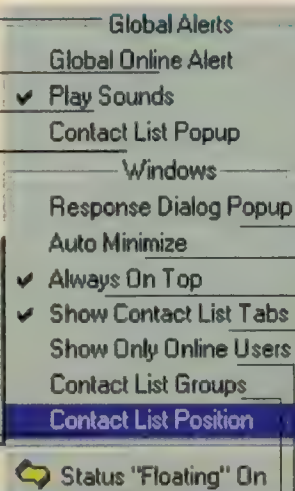 Global Alerts
Global Online Alert
Play Sounds
Contact List Popup
Windows
Response Dialog Popup
Auto Minimize
Always On Top
Show Contact List Tabs
Show Only Online Users
Contact List Groups
Contact List Position
Status "Floating" On